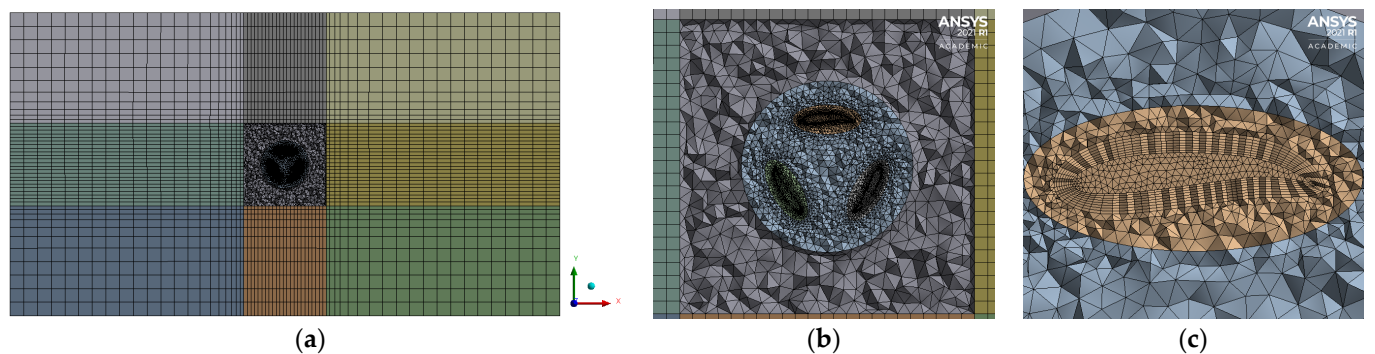 ANSYS
2021 R1
ACADEMIC
ANSYS
2021 R1
ACADEMIC
Y
X
(a)
(b)
(c)